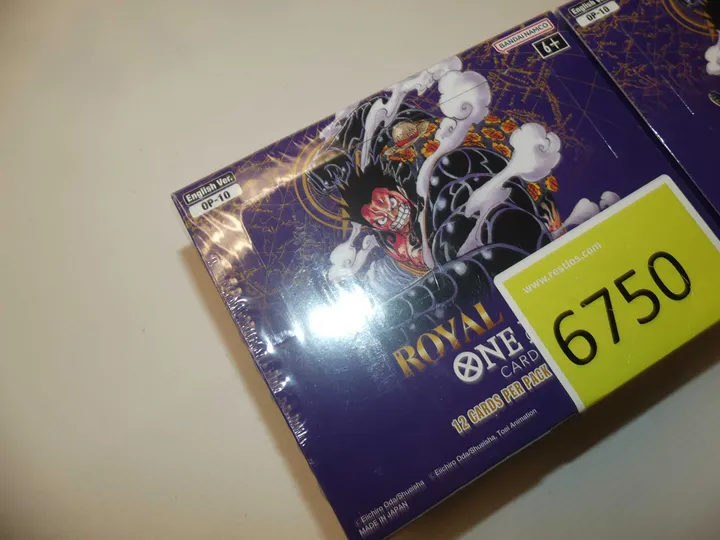 BANDAI NAMCO
6+
English Ver.
OP-10
English Ver.
OP-10
ROYAL
ONE
CARD
12 CARDS PER PACK
© Eiichiro Oda/Shueisha, Toei Animation
© Eiichiro Oda/Shueisha
MADE IN JAPAN
www.restlos.com
6750